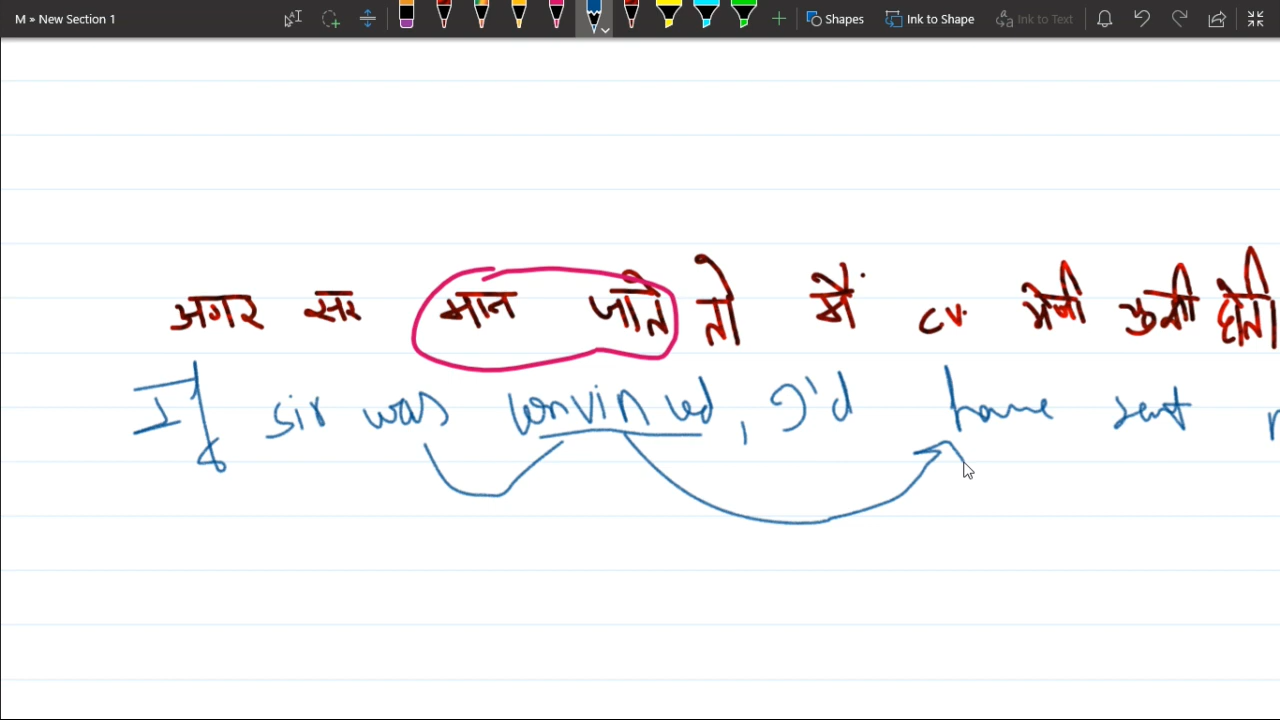 M » New Section 1 Shapes Ink to Shape Ink to Text
अगर सर मान जाते तो मैं cv. भेजी चुकी होती
If sir was convinced, I'd have sent